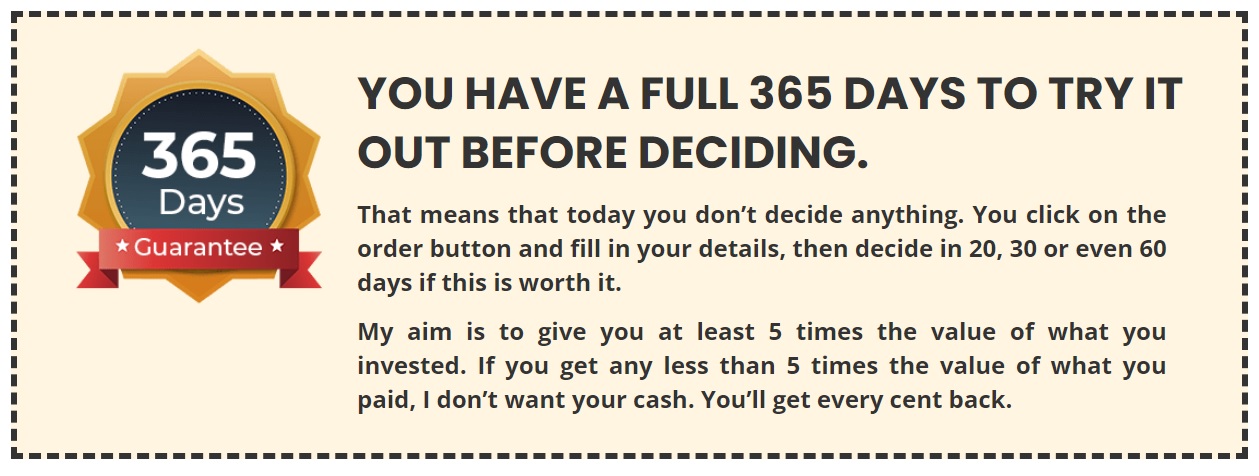 365
Days
Guarantee
YOU HAVE A FULL 365 DAYS TO TRY IT
OUT BEFORE DECIDING.
That means that today you don’t decide anything. You click on the
order button and fill in your details, then decide in 20, 30 or even 60
days if this is worth it.
My aim is to give you at least 5 times the value of what you
invested. If you get any less than 5 times the value of what you
paid, I don’t want your cash. You’ll get every cent back.